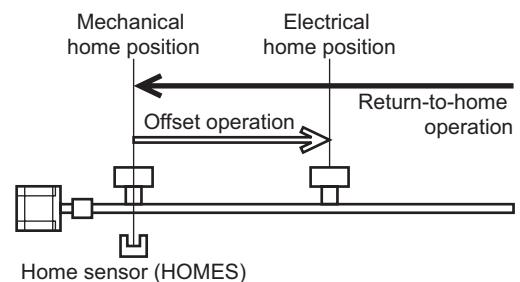 Mechanical
home position
Electrical
home position
Return-to-home
operation
Offset operation
Home sensor (HOMES)